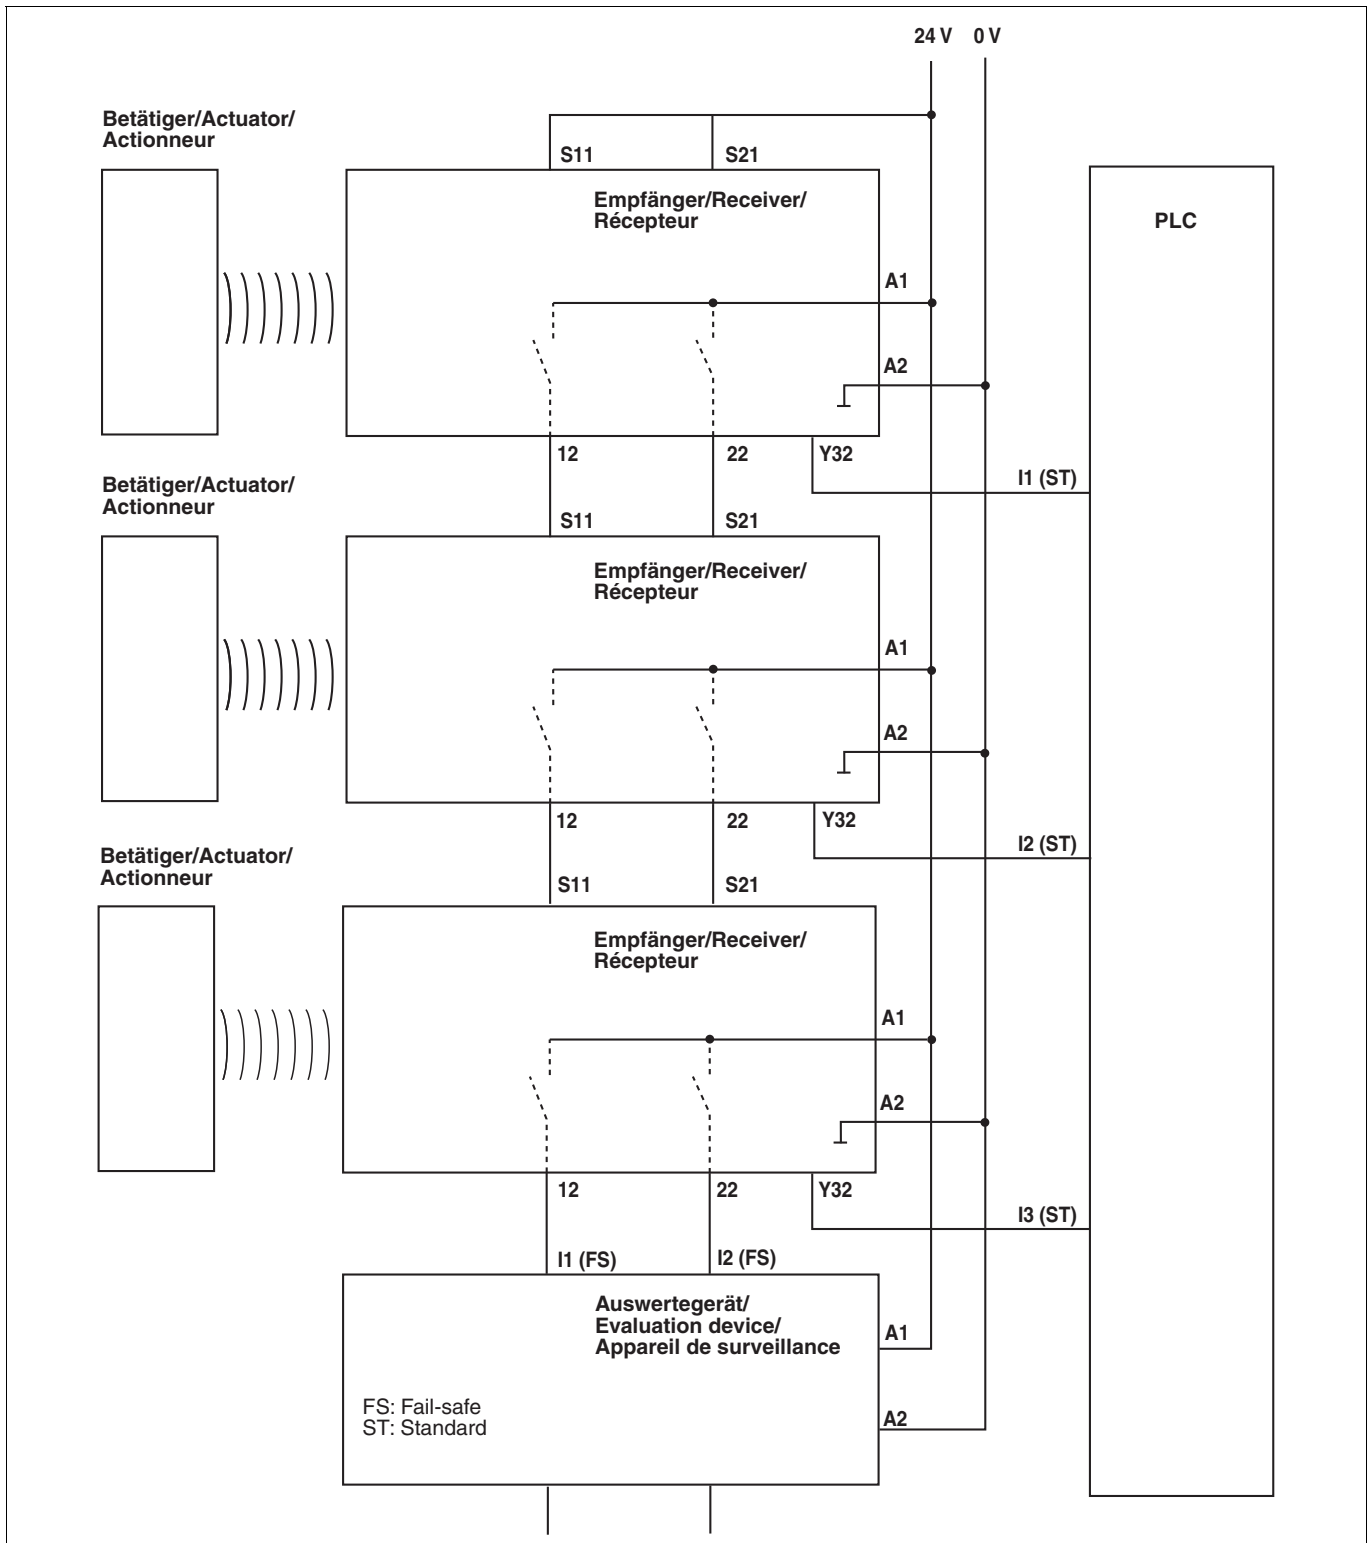 24 V 0 V
Betätiger/Actuator/
Actionneur
S11 S21
Empfänger/Receiver/
Récepteur
PLC
A1
A2
12 22 Y32
I1 (ST)
Betätiger/Actuator/
Actionneur
S11 S21
Empfänger/Receiver/
Récepteur
A1
A2
12 22 Y32
I2 (ST)
Betätiger/Actuator/
Actionneur
S11 S21
Empfänger/Receiver/
Récepteur
A1
A2
12 22 Y32
I3 (ST)
I1 (FS) I2 (FS)
Auswertegerät/
Evaluation device/
Appareil de surveillance
A1
FS: Fail-safe
ST: Standard
A2